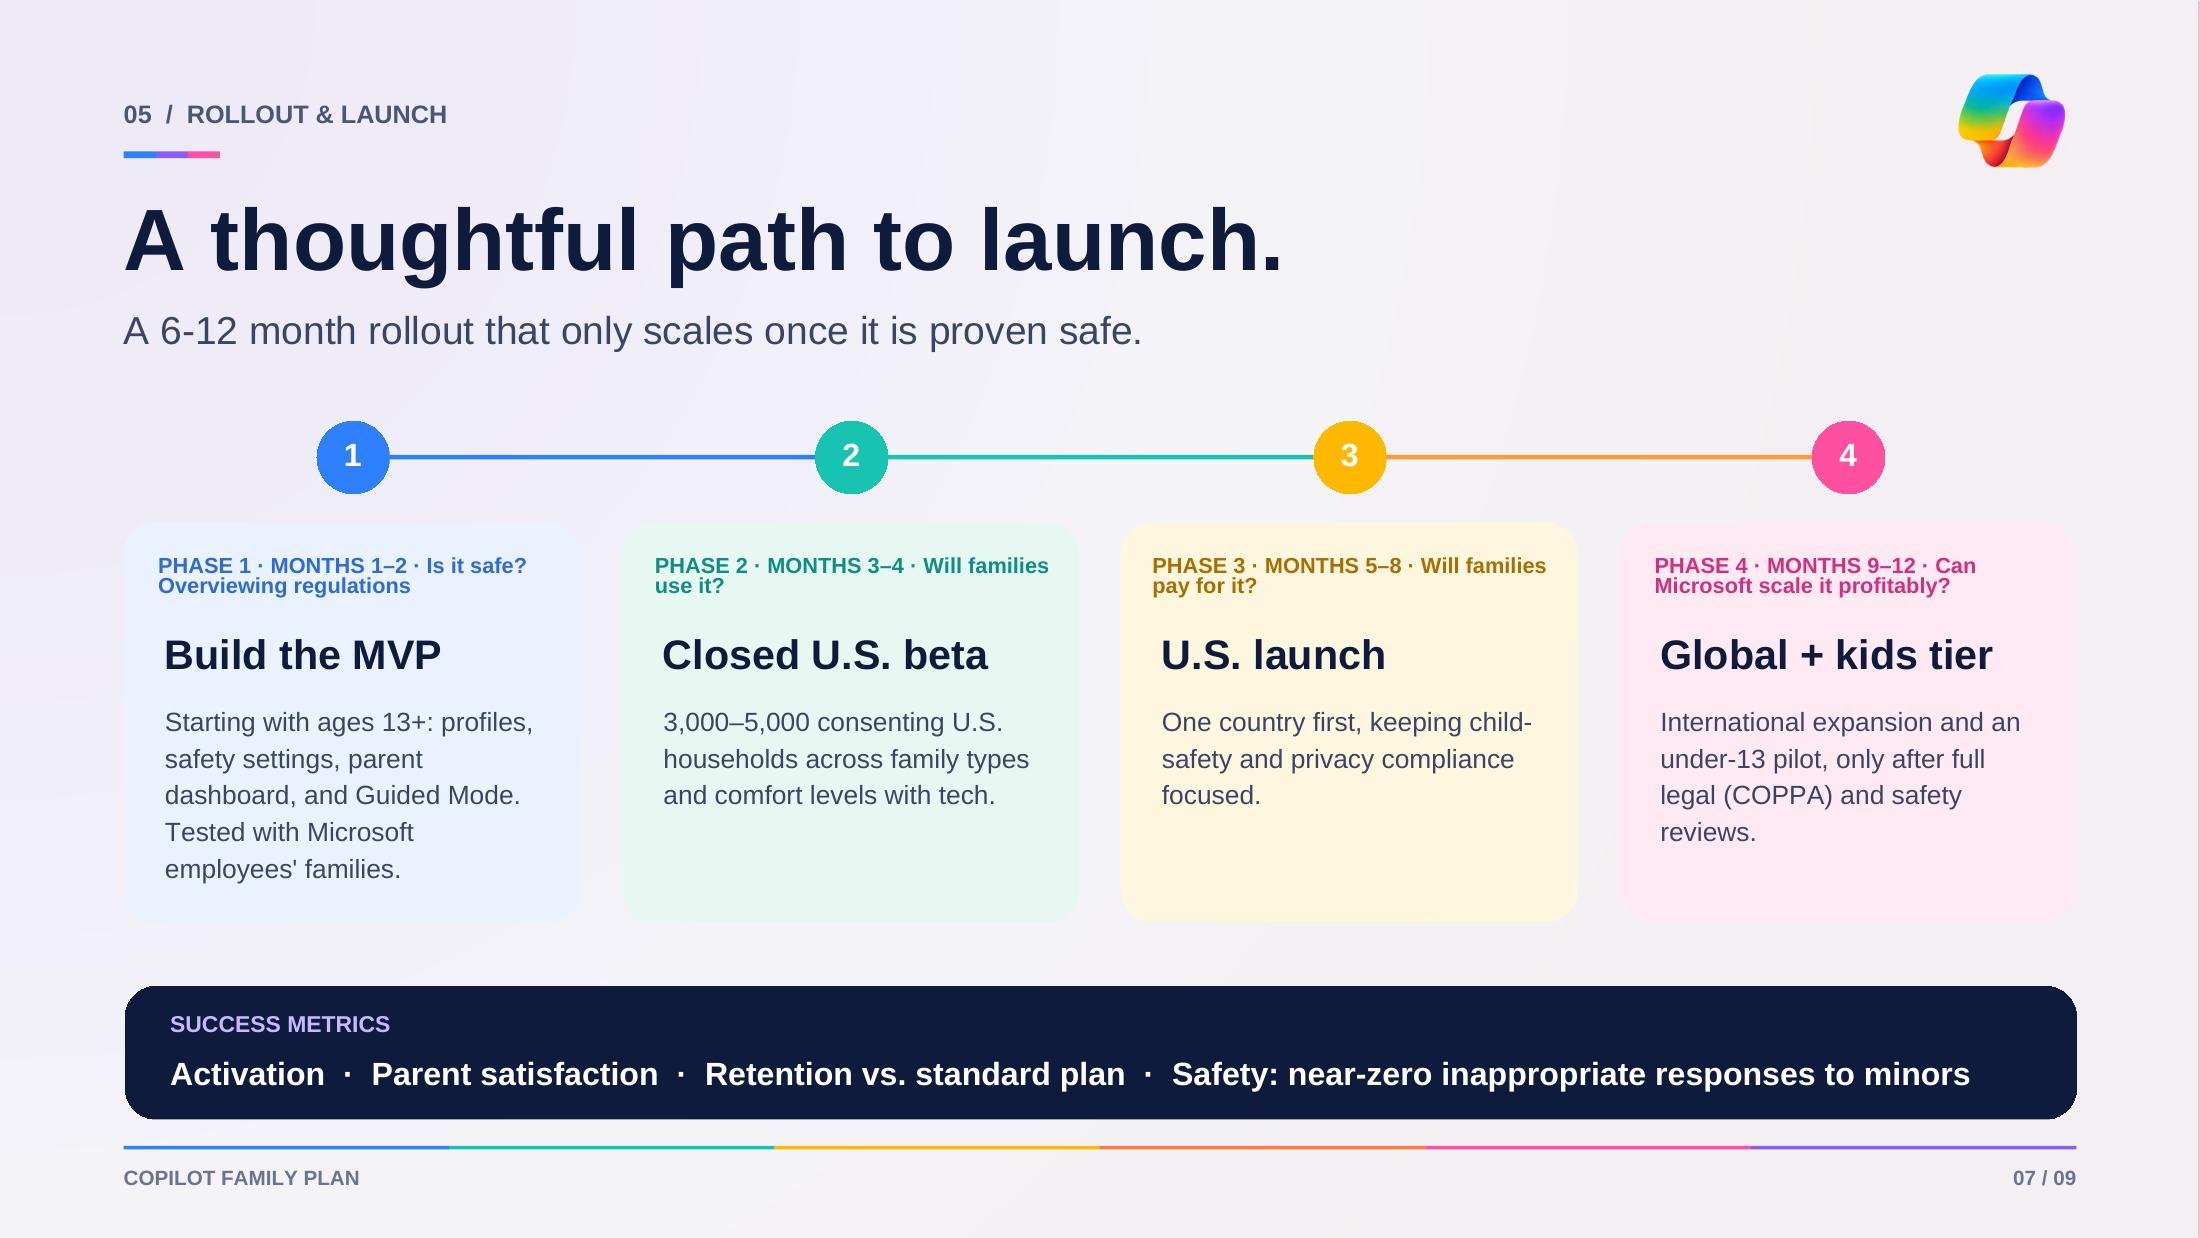 05 / ROLLOUT & LAUNCH
A thoughtful path to launch.
A 6-12 month rollout that only scales once it is proven safe.
1
2
3
4
PHASE 1 · MONTHS 1–2 · Is it safe?
Overviewing regulations
Build the MVP
Starting with ages 13+: profiles,
safety settings, parent
dashboard, and Guided Mode.
Tested with Microsoft
employees' families.
PHASE 2 · MONTHS 3–4 · Will families
use it?
Closed U.S. beta
3,000–5,000 consenting U.S.
households across family types
and comfort levels with tech.
PHASE 3 · MONTHS 5–8 · Will families
pay for it?
U.S. launch
One country first, keeping child-
safety and privacy compliance
focused.
PHASE 4 · MONTHS 9–12 · Can
Microsoft scale it profitably?
Global + kids tier
International expansion and an
under-13 pilot, only after full
legal (COPPA) and safety
reviews.
SUCCESS METRICS
Activation · Parent satisfaction · Retention vs. standard plan · Safety: near-zero inappropriate responses to minors
COPILOT FAMILY PLAN
07 / 09